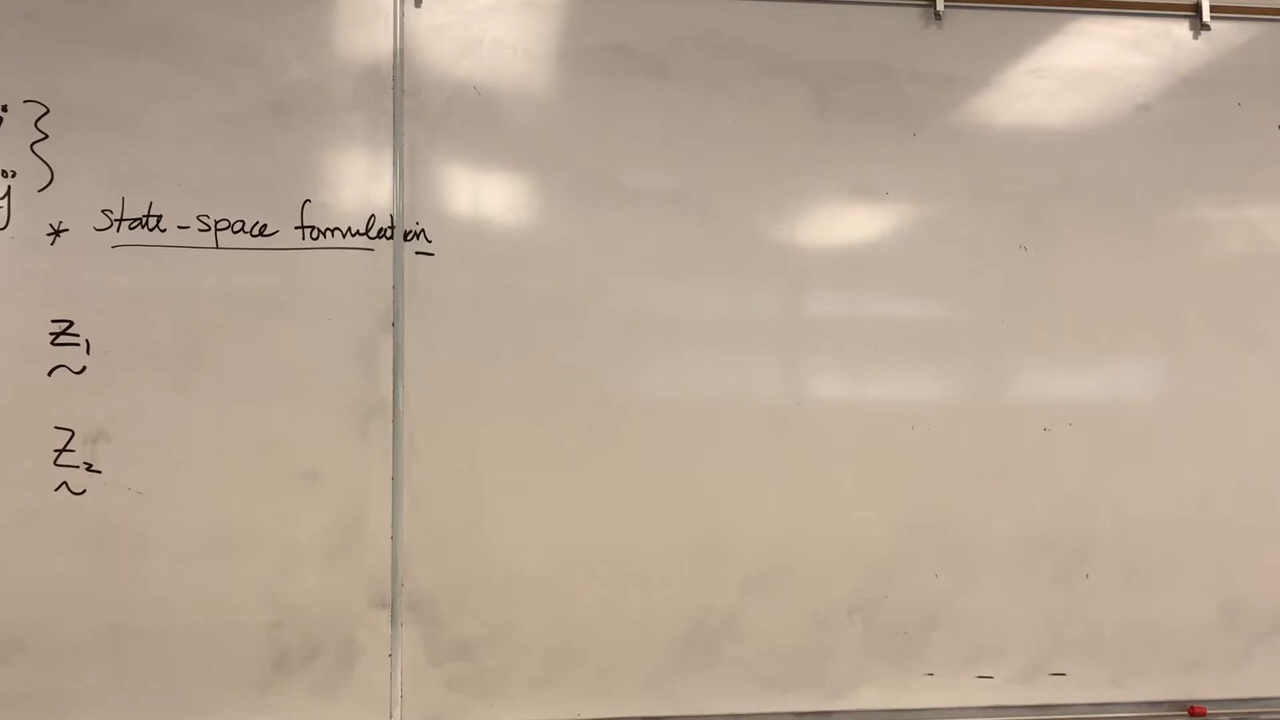 }
ÿ
* state-space formulation
Z₁
~
Z₂
~